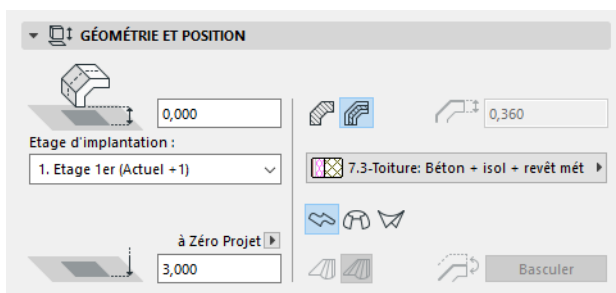 GÉOMÉTRIE ET POSITION
0,000
0,360
Etage d'implantation :
1. Etage 1er (Actuel +1)
7.3-Toiture: Béton + isol + revêt mét
à Zéro Projet
3,000
Basculer